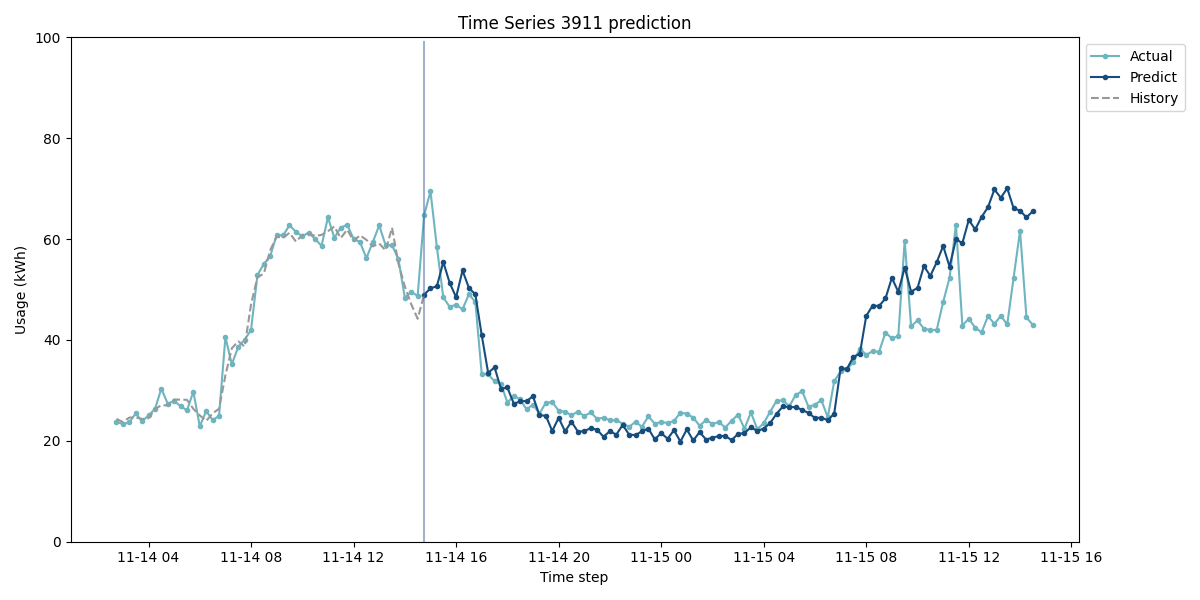 Time Series 3911 prediction
100
80
60
40
20
0
Usage (kWh)
11-14 04
11-14 08
11-14 12
11-14 16
11-14 20
11-15 00
11-15 04
11-15 08
11-15 12
11-15 16
Time step
Actual
Predict
History